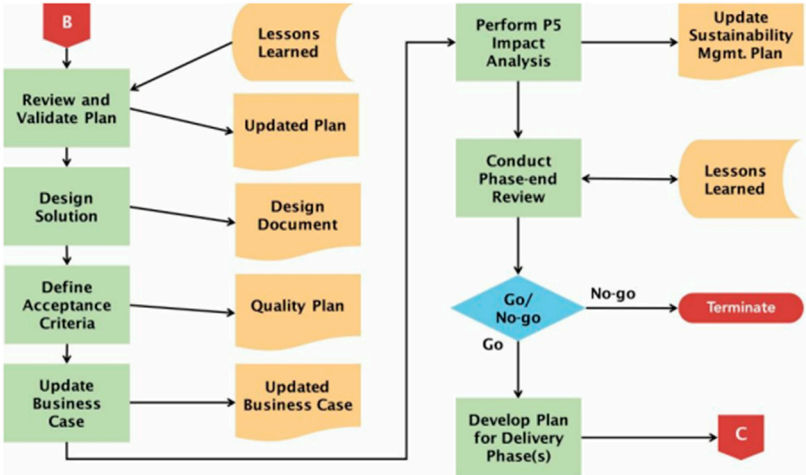 B
Lessons
Learned
Review and
Validate Plan
Updated Plan
Design
Solution
Design
Document
Define
Acceptance
Criteria
Quality Plan
Update
Business
Case
Updated
Business Case
Perform P5
Impact
Analysis
Update
Sustainability
Mgmt. Plan
Conduct
Phase-end
Review
Lessons
Learned
Go/
No-go
No-go
Terminate
Go
Develop Plan
for Delivery
Phase(s)
C